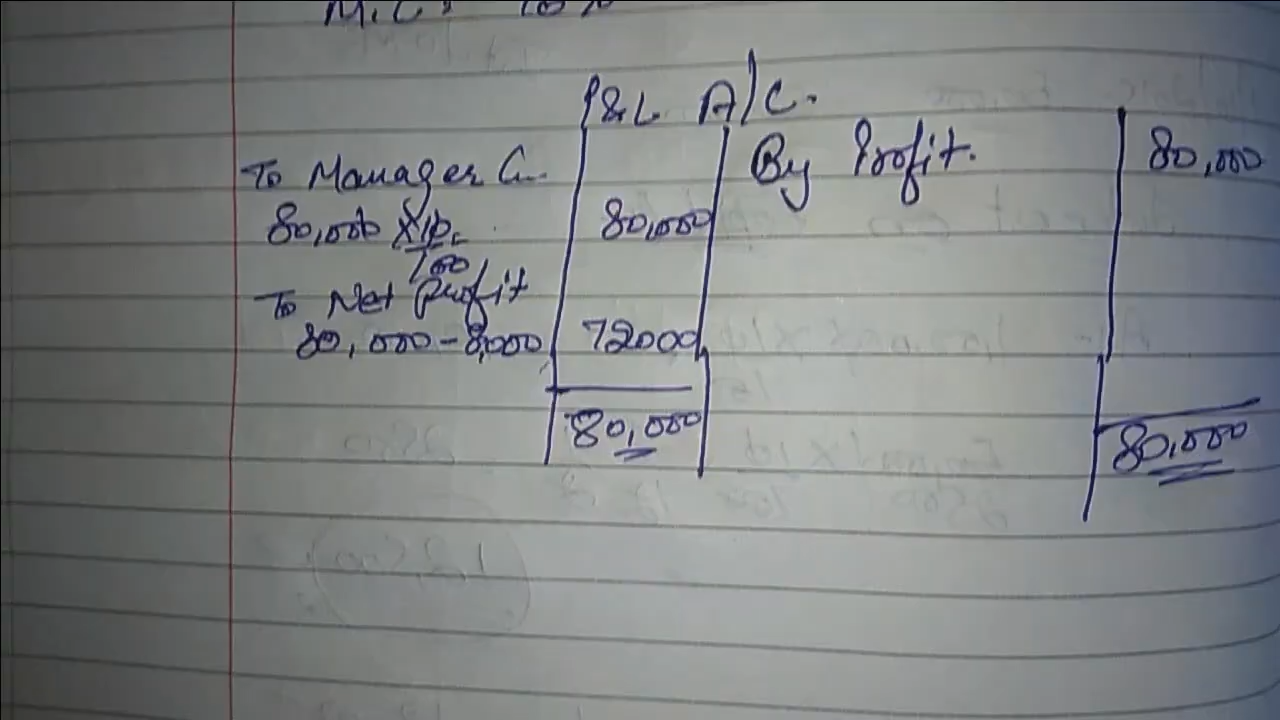 M.C. 10%
P&L A/C.
To Manager C.. By Profit. 80,000
80,000 X10 80,000
100
To Net Profit
80,000-8,000 72000
80,000 80,000